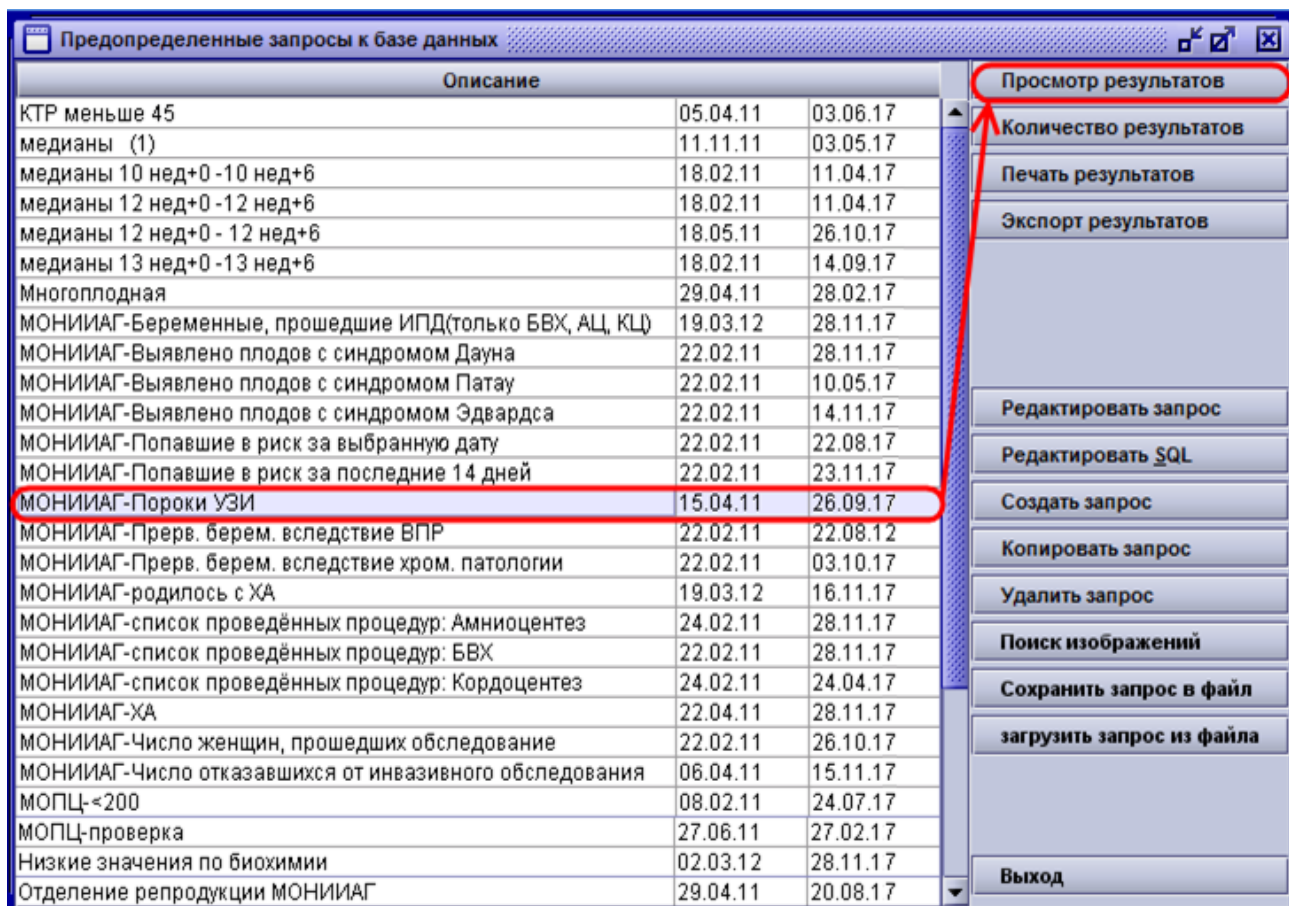 Предопределенные запросы к базе данных
Описание
КТР меньше 45 05.04.11 03.06.17
медианы (1) 11.11.11 03.05.17
медианы 10 нед+0 -10 нед+6 18.02.11 11.04.17
медианы 12 нед+0 -12 нед+6 18.02.11 11.04.17
медианы 12 нед+0 - 12 нед+6 18.05.11 26.10.17
медианы 13 нед+0 -13 нед+6 18.02.11 14.09.17
Многоплодная 29.04.11 28.02.17
МОНИИАГ-Беременные, прошедшие ИПД(только БВХ, АЦ, КЦ) 19.03.12 28.11.17
МОНИИАГ-Выявлено плодов с синдромом Дауна 22.02.11 28.11.17
МОНИИАГ-Выявлено плодов с синдромом Патау 22.02.11 10.05.17
МОНИИАГ-Выявлено плодов с синдромом Эдвардса 22.02.11 14.11.17
МОНИИАГ-Попавшие в риск за выбранную дату 22.02.11 22.08.17
МОНИИАГ-Попавшие в риск за последние 14 дней 22.02.11 23.11.17
МОНИИАГ-Пороки УЗИ 15.04.11 26.09.17
МОНИИАГ-Прерв. берем. вследствие ВПР 22.02.11 22.08.12
МОНИИАГ-Прерв. берем. вследствие хром. патологии 22.02.11 03.10.17
МОНИИАГ-родилось с ХА 19.03.12 16.11.17
МОНИИАГ-список проведённых процедур: Амниоцентез 24.02.11 28.11.17
МОНИИАГ-список проведённых процедур: БВХ 22.02.11 28.11.17
МОНИИАГ-список проведённых процедур: Кордоцентез 24.02.11 24.04.17
МОНИИАГ-ХА 22.04.11 28.11.17
МОНИИАГ-Число женщин, прошедших обследование 22.02.11 26.10.17
МОНИИАГ-Число отказавшихся от инвазивного обследования 06.04.11 15.11.17
МОПЦ-<200 08.02.11 24.07.17
МОПЦ-проверка 27.06.11 27.02.17
Низкие значения по биохимии 02.03.12 28.11.17
Отделение репродукции МОНИИАГ 29.04.11 20.08.17
Просмотр результатов
Количество результатов
Печать результатов
Экспорт результатов
Редактировать запрос
Редактировать SQL
Создать запрос
Копировать запрос
Удалить запрос
Поиск изображений
Сохранить запрос в файл
загрузить запрос из файла
Выход